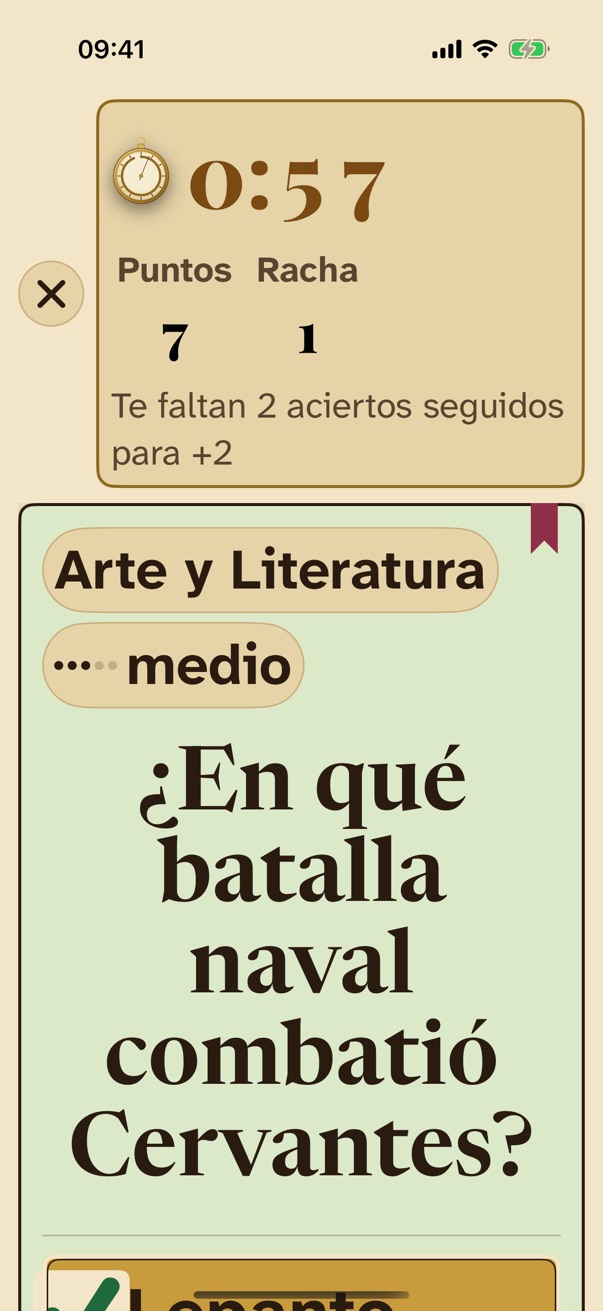 09:41
0:57
Puntos Racha
7 1
Te faltan 2 aciertos seguidos
para +2
Arte y Literatura
medio
¿En qué
batalla
naval
combatió
Cervantes?
Lepanto